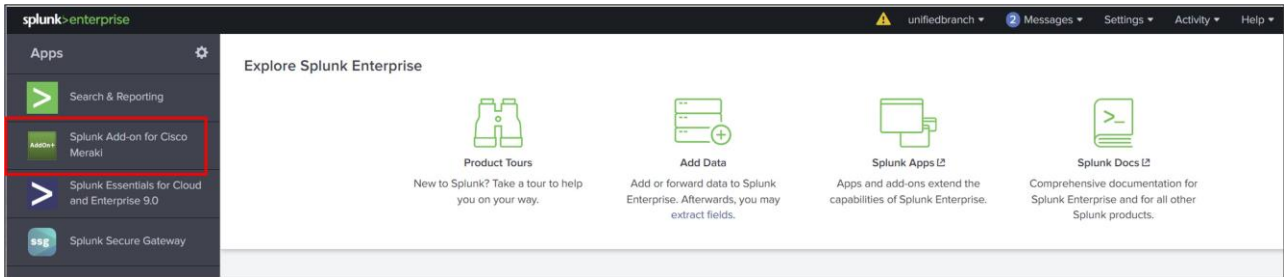 splunk>enterprise
unifiedbranch
2 Messages
Settings
Activity
Help
Apps
Search & Reporting
AddOn+
Splunk Add-on for Cisco
Meraki
Splunk Essentials for Cloud
and Enterprise 9.0
ssg
Splunk Secure Gateway
Explore Splunk Enterprise
Product Tours
New to Splunk? Take a tour to help
you on your way.
Add Data
Add or forward data to Splunk
Enterprise. Afterwards, you may
extract fields.
Splunk Apps
Apps and add-ons extend the
capabilities of Splunk Enterprise.
Splunk Docs
Comprehensive documentation for
Splunk Enterprise and for all other
Splunk products.